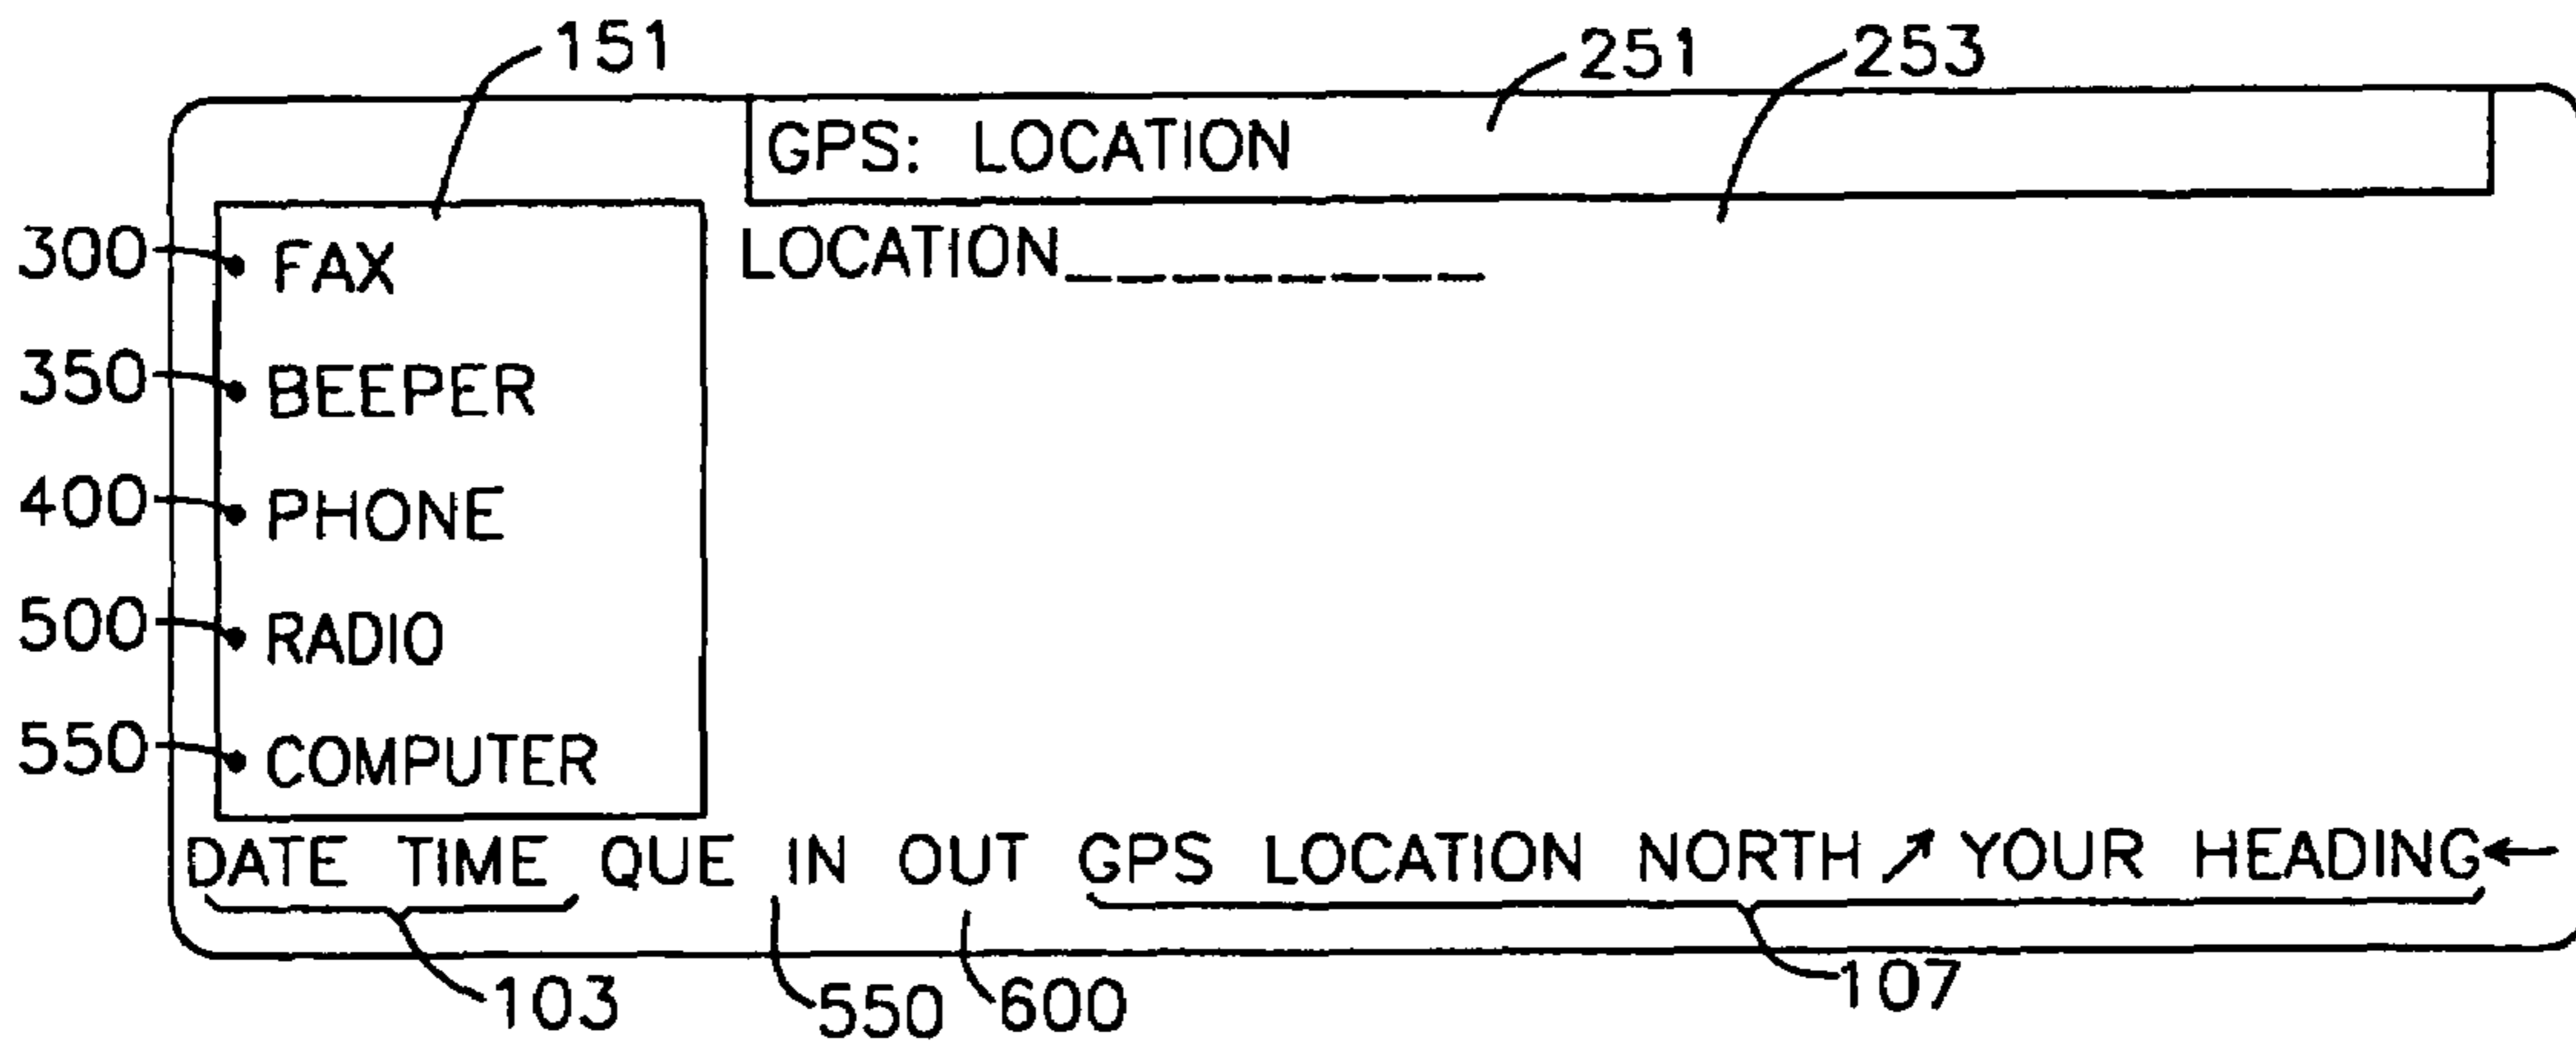 151 251 253
GPS: LOCATION
300 FAX LOCATION_ _ _ _ _ _ _ _
350 BEEPER
400 PHONE
500 RADIO
550 COMPUTER
DATE TIME QUE IN OUT GPS LOCATION NORTH ↗ YOUR HEADING←
103 550 600 107